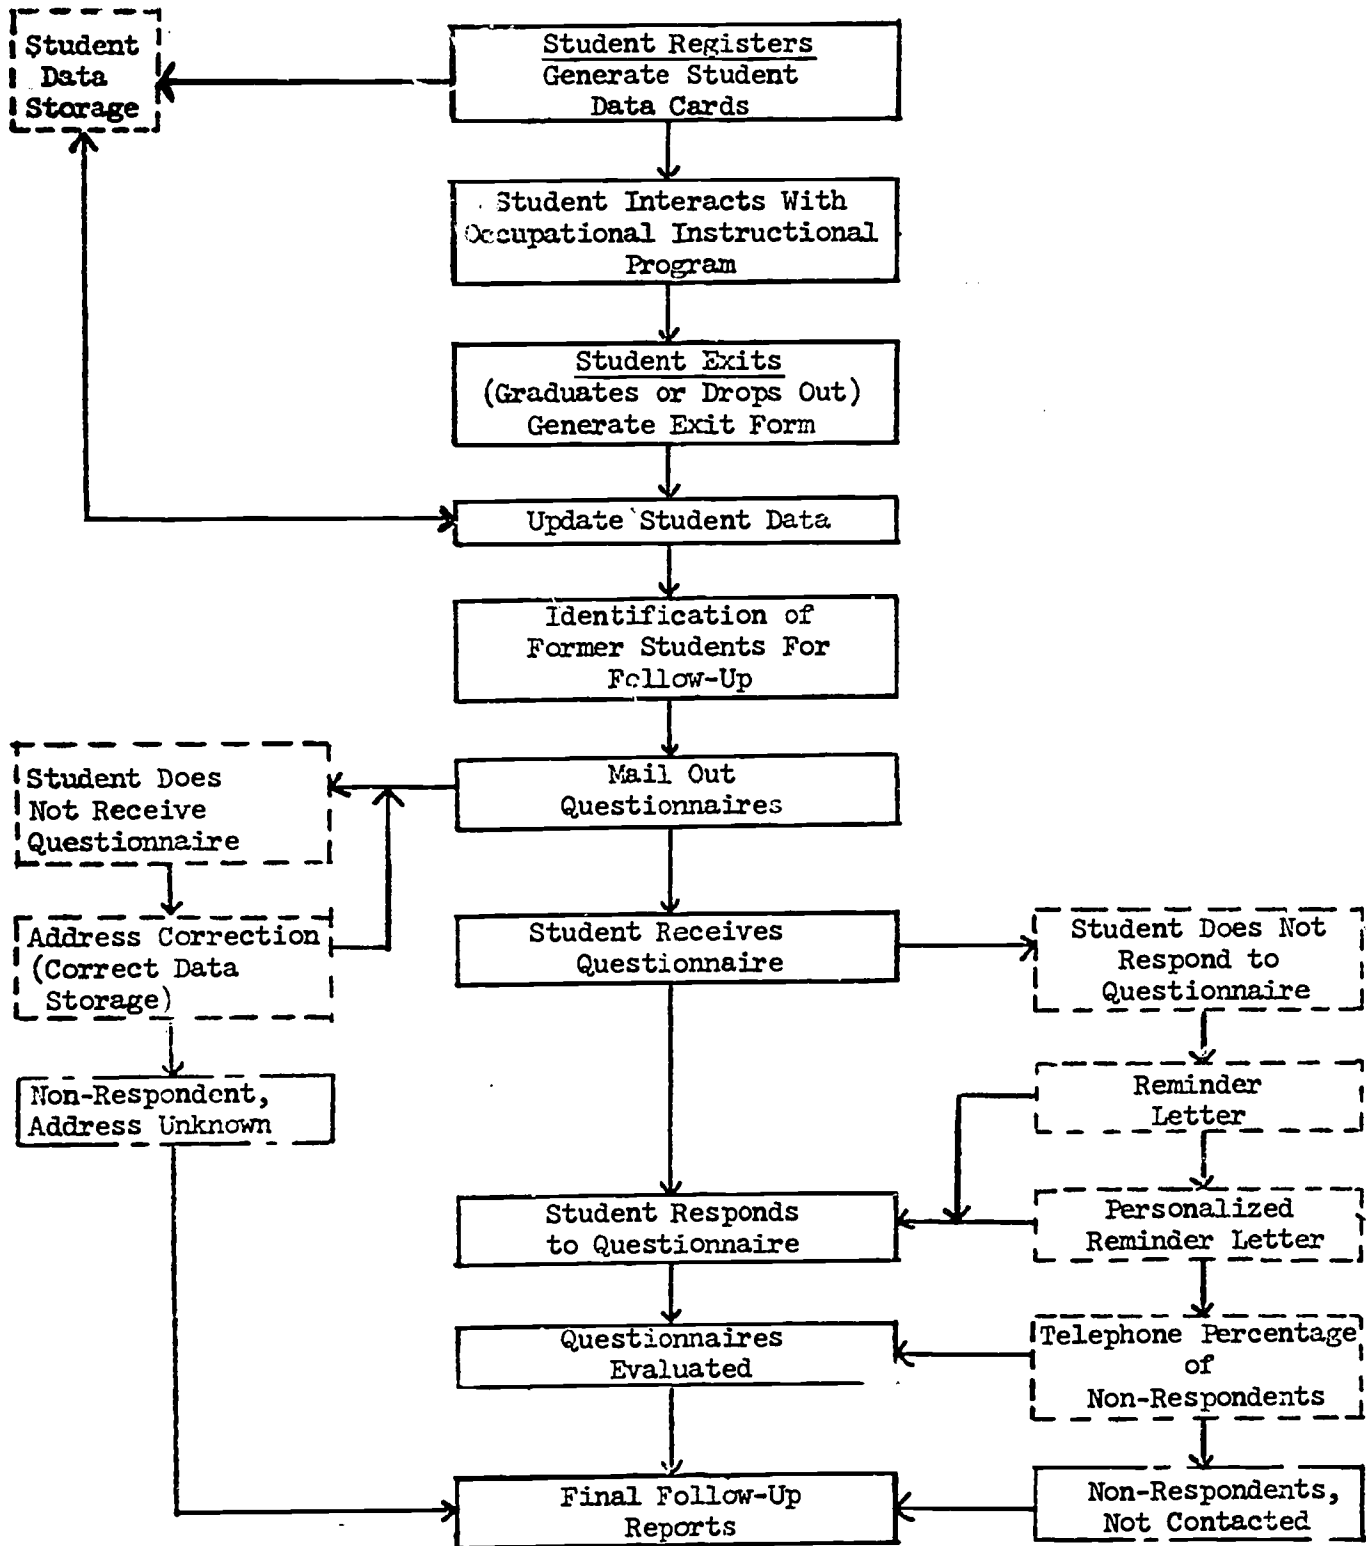 Student
Data
Storage
Student Registers
Generate Student
Data Cards
Student Interacts With
Occupational Instructional
Program
Student Exits
(Graduates or Drops Out)
Generate Exit Form
Update Student Data
Identification of
Former Students For
Follow-Up
Mail Out
Questionnaires
Student Does
Not Receive
Questionnaire
Address Correction
(Correct Data
Storage)
Non-Respondent,
Address Unknown
Student Receives
Questionnaire
Student Does Not
Respond to
Questionnaire
Reminder
Letter
Personalized
Reminder Letter
Student Responds
to Questionnaire
Telephone Percentage
of
Non-Respondents
Questionnaires
Evaluated
Non-Respondents,
Not Contacted
Final Follow-Up
Reports